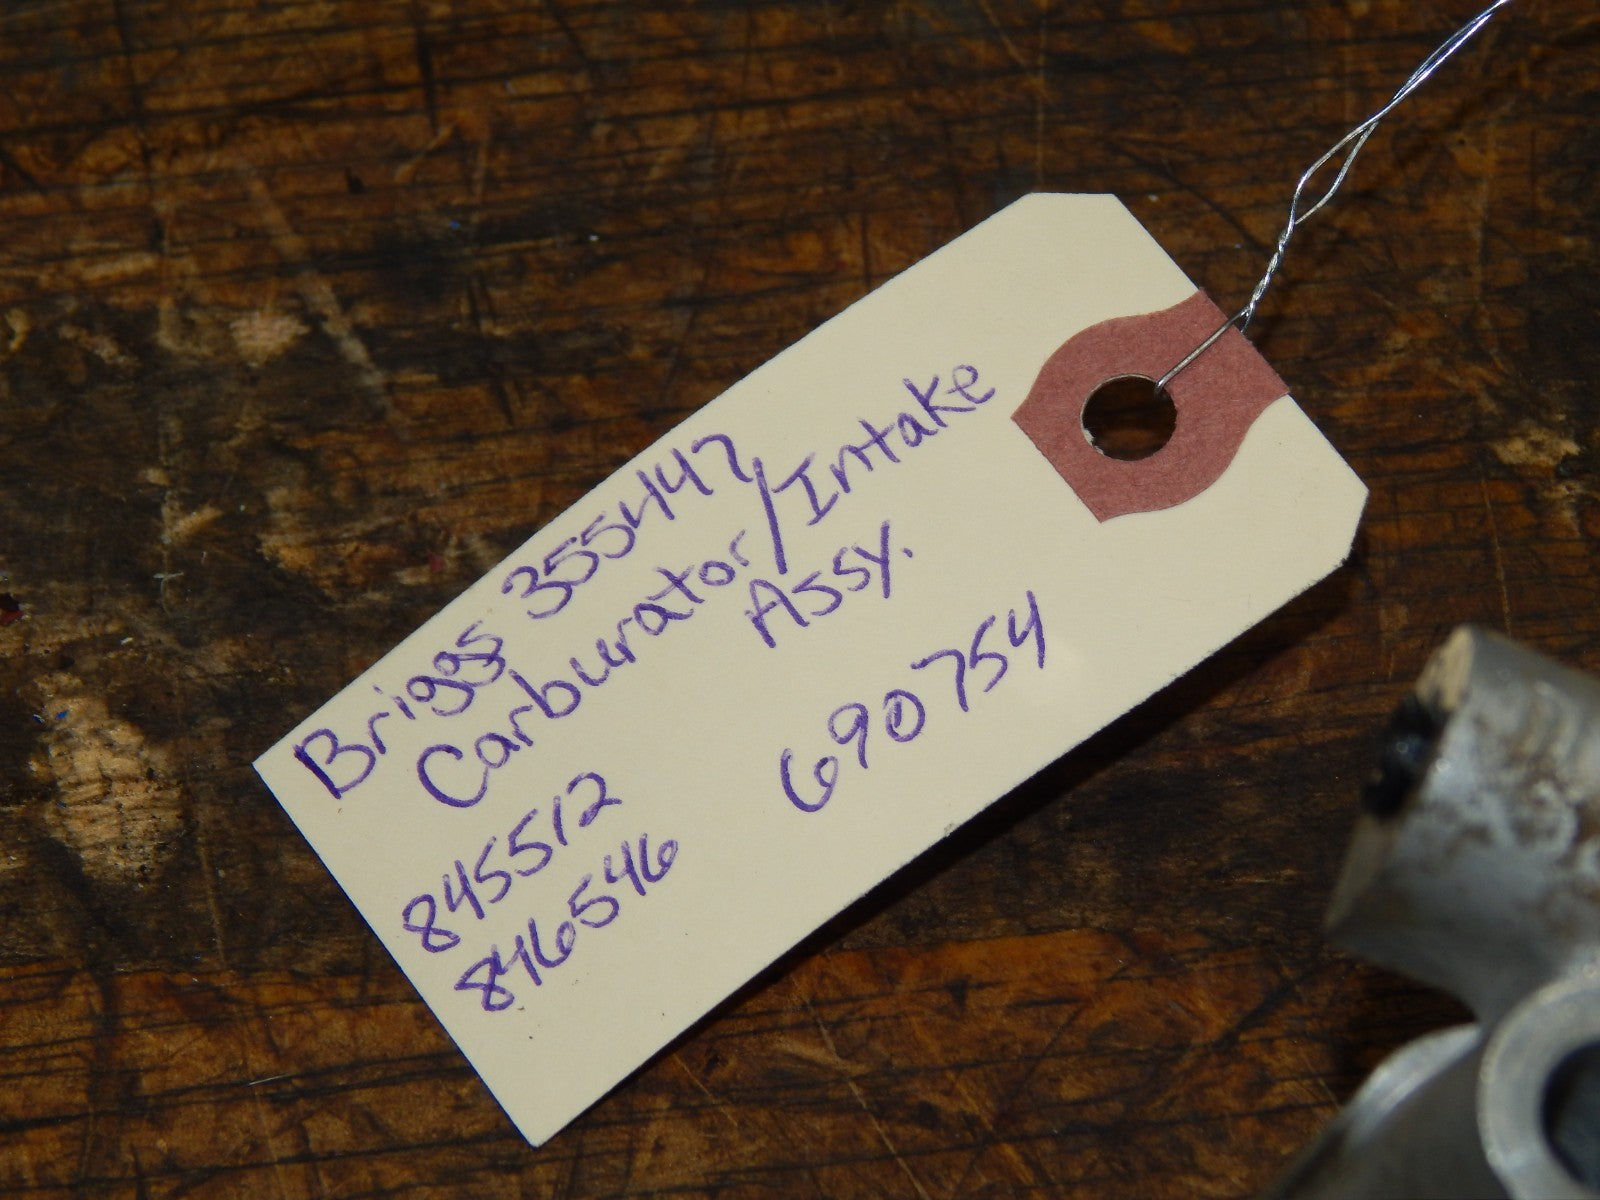 Briggs 355447
Carburator/Intake
Assy.
845512
846546
690754